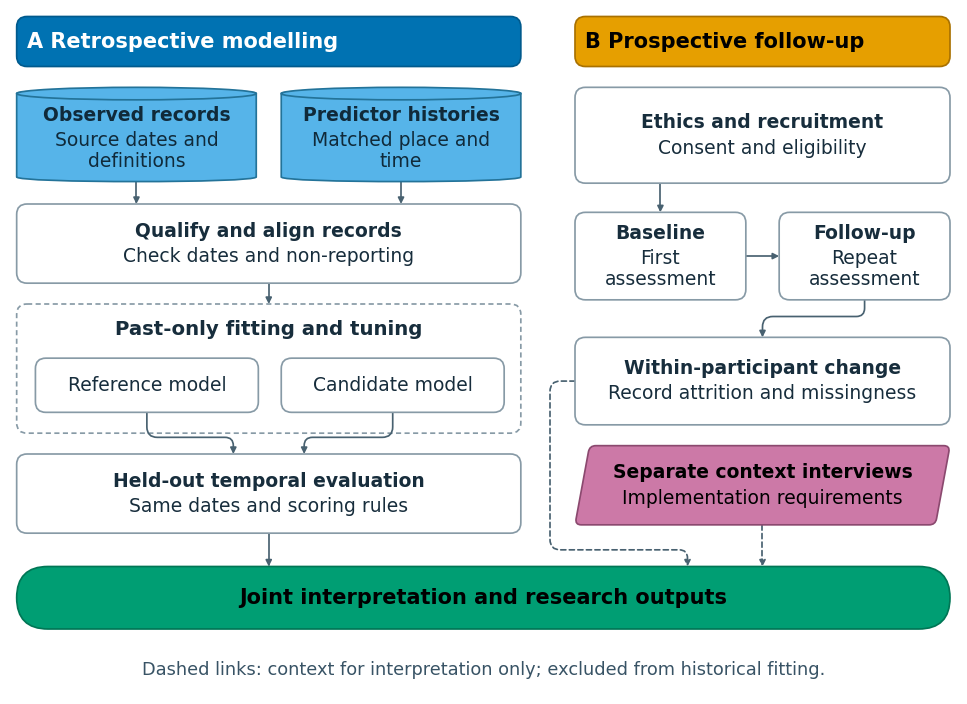 A Retrospective modelling
Observed records
Source dates and
definitions
Predictor histories
Matched place and
time
Qualify and align records
Check dates and non-reporting
Past-only fitting and tuning
Reference model
Candidate model
Held-out temporal evaluation
Same dates and scoring rules
B Prospective follow-up
Ethics and recruitment
Consent and eligibility
Baseline
First
assessment
Follow-up
Repeat
assessment
Within-participant change
Record attrition and missingness
Separate context interviews
Implementation requirements
Joint interpretation and research outputs
Dashed links: context for interpretation only; excluded from historical fitting.